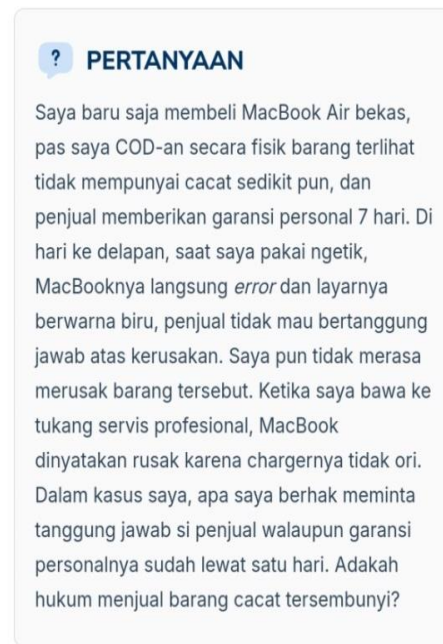 ? PERTANYAAN
Saya baru saja membeli MacBook Air bekas,
pas saya COD-an secara fisik barang terlihat
tidak mempunyai cacat sedikit pun, dan
penjual memberikan garansi personal 7 hari. Di
hari ke delapan, saat saya pakai ngetik,
MacBooknya langsung error dan layarnya
berwarna biru, penjual tidak mau bertanggung
jawab atas kerusakan. Saya pun tidak merasa
merusak barang tersebut. Ketika saya bawa ke
tukang servis profesional, MacBook
dinyatakan rusak karena chargernya tidak ori.
Dalam kasus saya, apa saya berhak meminta
tanggung jawab si penjual walaupun garansi
personalnya sudah lewat satu hari. Adakah
hukum menjual barang cacat tersembunyi?